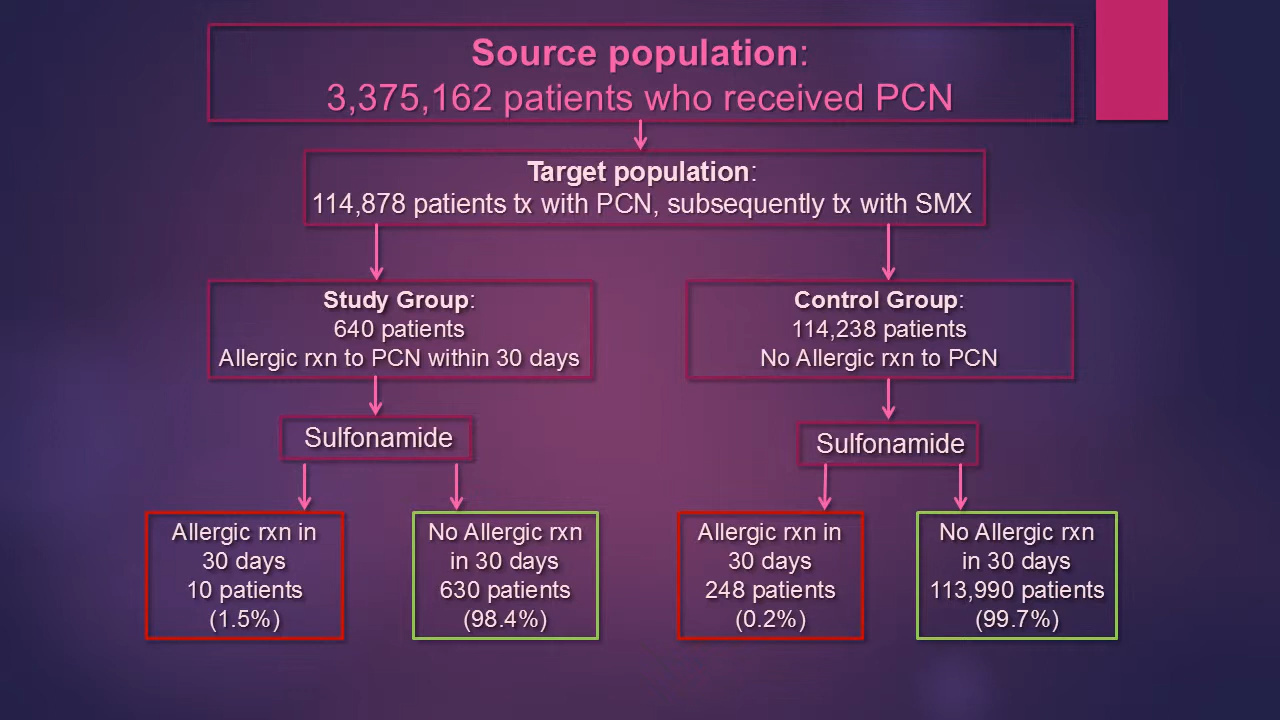 Source population:
3,375,162 patients who received PCN
Target population:
114,878 patients tx with PCN, subsequently tx with SMX
Study Group:
640 patients
Allergic rxn to PCN within 30 days
Control Group:
114,238 patients
No Allergic rxn to PCN
Sulfonamide
Sulfonamide
Allergic rxn in
30 days
10 patients
(1.5%)
No Allergic rxn
in 30 days
630 patients
(98.4%)
Allergic rxn in
30 days
248 patients
(0.2%)
No Allergic rxn
in 30 days
113,990 patients
(99.7%)